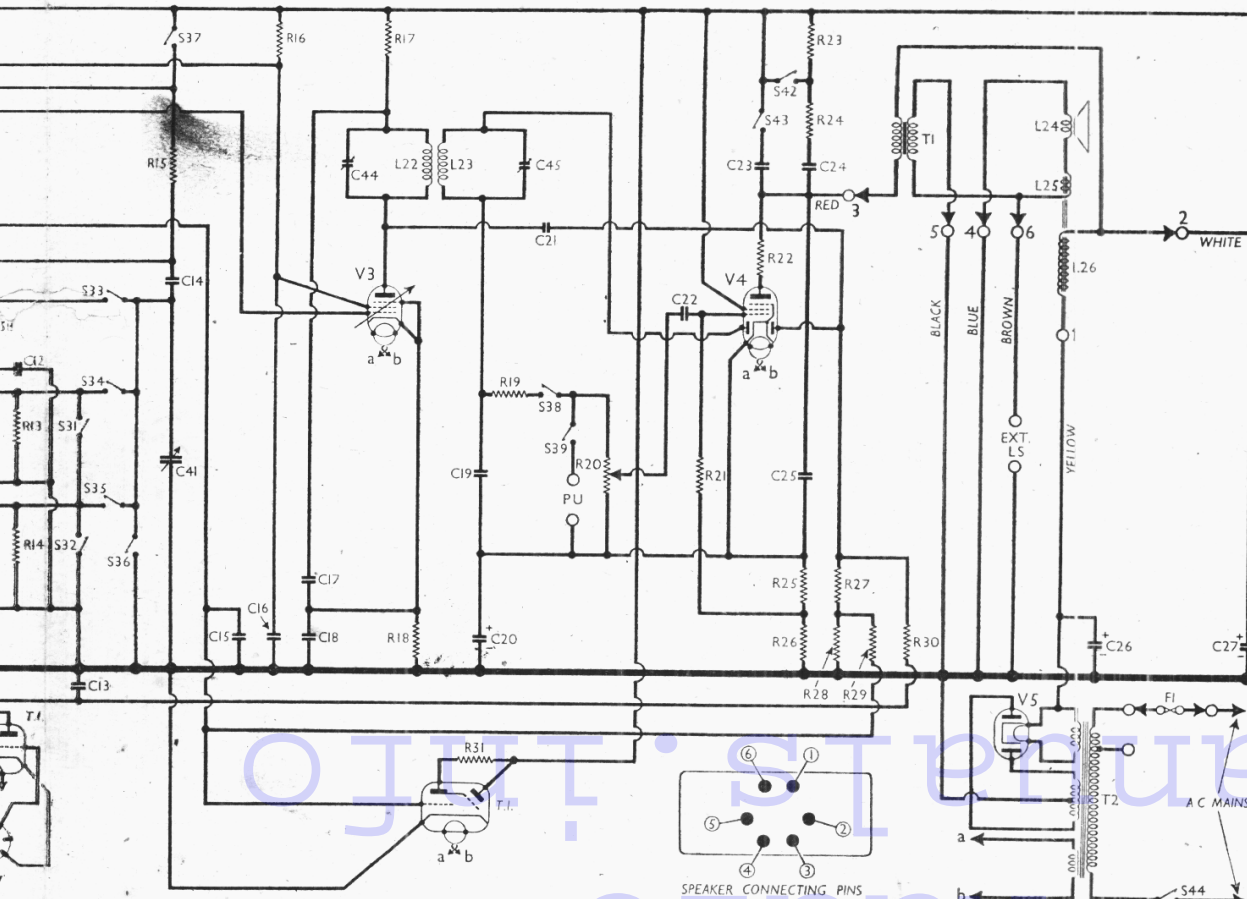 S37
R16
R17
R23
S42
S43
R24
T1
L24
R15
C44
L22
L23
C45
C23
C24
L25
RED
3
2
WHITE
C21
5
4
6
C14
V3
R22
V4
L26
S33
C22
BLACK
BLUE
BROWN
1
a b
a b
C12
S34
R19
S38
R13
S31
S39
R20
EXT.
LS
YELLOW
C41
C19
R21
C25
PU
S35
R14
S32
S36
C17
R25
R27
C15
C16
C18
R18
+
C20
-
R26
R30
+
C26
-
C27
+
-
C13
R28
R29
V5
F1
T.I.
R31
T.I.
a b
6
1
5
2
4
3
SPEAKER CONNECTING PINS
T2
A C MAINS
a
b
S44
manuals.info